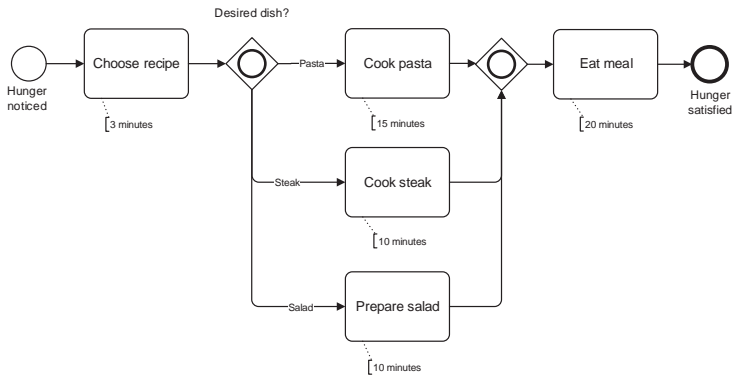 Desired dish?
Choose recipe
Pasta
Cook pasta
Eat meal
Hunger
noticed
Hunger
satisfied
3 minutes
15 minutes
20 minutes
Steak
Cook steak
10 minutes
Salad
Prepare salad
10 minutes